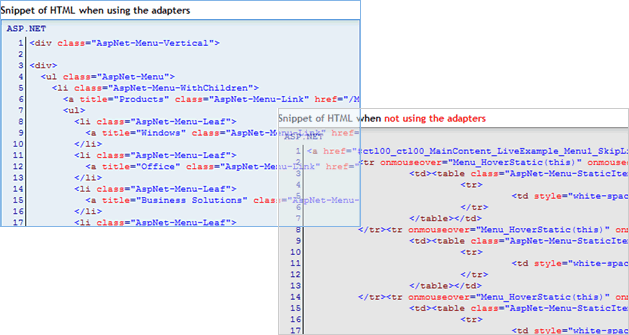 Snippet of HTML when using the adapters
ASP.NET
1 <div class="AspNet-Menu-Vertical">
2
3 <div>
4 <ul class="AspNet-Menu">
5 <li class="AspNet-Menu-WithChildren">
6 <a title="Products" class="AspNet-Menu-Link" href="/M
7 <ul>
8 <li class="AspNet-Menu-Leaf">
9 <a title="Windows" class="AspNet-Menu-Link" href=
10 </li>
11 <li class="AspNet-Menu-Leaf">
12 <a title="Office" class="AspNet-Menu-Link" href=
13 </li>
14 <li class="AspNet-Menu-Leaf">
15 <a title="Business Solutions" class="AspNet-Menu-
16 </li>
17 <li class="AspNet-Menu-Leaf">
Snippet of HTML when not using the adapters
ASP.NET
1 <a href="#ctl00_ctl00_MainContent_LiveExample_Menu1_SkipLi
2 <tr onmouseover="Menu_HoverStatic(this)" onmous
3 <td><table class="AspNet-Menu-StaticIte
4 <tr>
5 <td style="white-spac
6 </tr>
7 </table></td>
8 </tr><tr onmouseover="Menu_HoverStatic(this)" o
9 <td><table class="AspNet-Menu-StaticIte
10 <tr>
11 <td style="white-spac
12 </tr>
13 </table></td>
14 </tr><tr onmouseover="Menu_HoverStatic(this)" o
15 <td><table class="AspNet-Menu-StaticIte
16 <tr>
17 <td style="white-spac